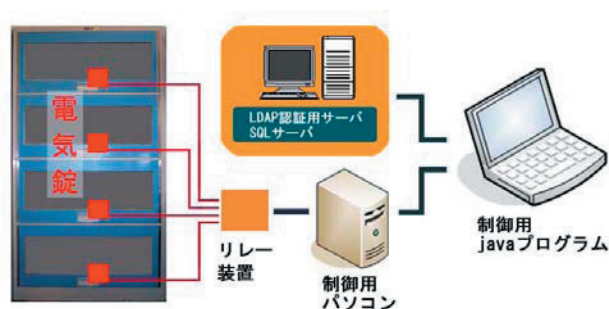 電気錠
LDAP認証用サーバ
SQLサーバ
リレー
装置
制御用
パソコン
制御用
javaプログラム